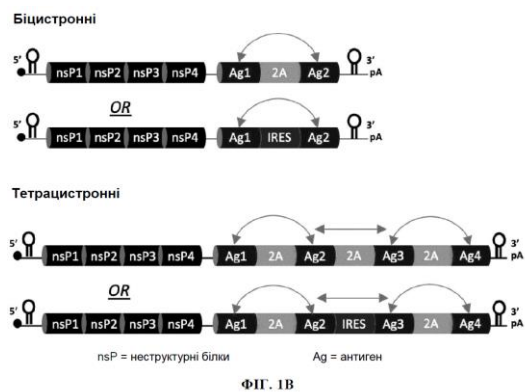 Біцистронні
5’ nsP1 nsP2 nsP3 nsP4 Ag1 2A Ag2 3’ pA
OR
5’ nsP1 nsP2 nsP3 nsP4 Ag1 IRES Ag2 3’ pA
Тетрацистронні
5’ nsP1 nsP2 nsP3 nsP4 Ag1 2A Ag2 2A Ag3 2A Ag4 3’ pA
OR
5’ nsP1 nsP2 nsP3 nsP4 Ag1 2A Ag2 IRES Ag3 2A Ag4 3’ pA
nsP = неструктурні білки Ag = антиген
ФІГ. 1B